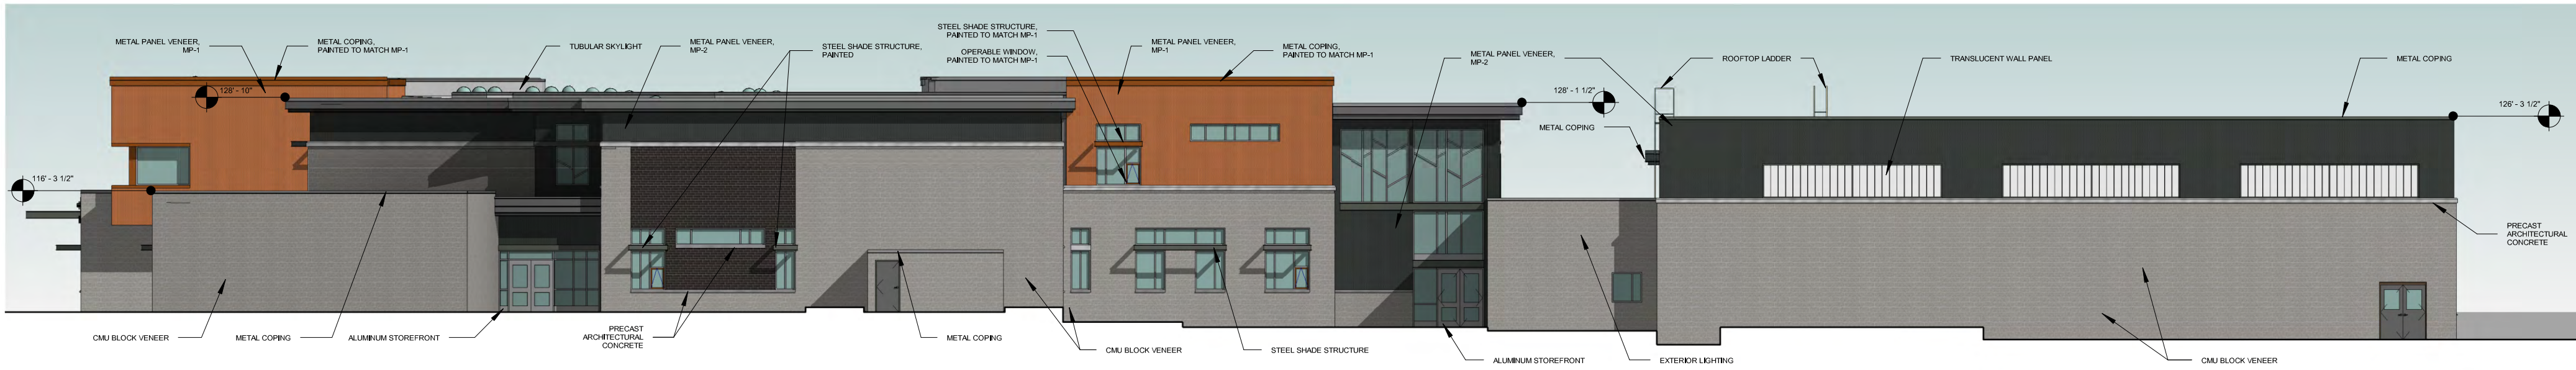 METAL PANEL VENEER,
MP-1
METAL COPING,
PAINTED TO MATCH MP-1
TUBULAR SKYLIGHT
METAL PANEL VENEER,
MP-2
STEEL SHADE STRUCTURE,
PAINTED
STEEL SHADE STRUCTURE,
PAINTED TO MATCH MP-1
OPERABLE WINDOW,
PAINTED TO MATCH MP-1
METAL PANEL VENEER,
MP-1
METAL COPING,
PAINTED TO MATCH MP-1
METAL PANEL VENEER,
MP-2
ROOFTOP LADDER
TRANSLUCENT WALL PANEL
METAL COPING
128' - 10"
128' - 1 1/2"
126' - 3 1/2"
METAL COPING
116' - 3 1/2"
PRECAST
ARCHITECTURAL
CONCRETE
CMU BLOCK VENEER
METAL COPING
ALUMINUM STOREFRONT
PRECAST
ARCHITECTURAL
CONCRETE
METAL COPING
CMU BLOCK VENEER
STEEL SHADE STRUCTURE
ALUMINUM STOREFRONT
EXTERIOR LIGHTING
CMU BLOCK VENEER